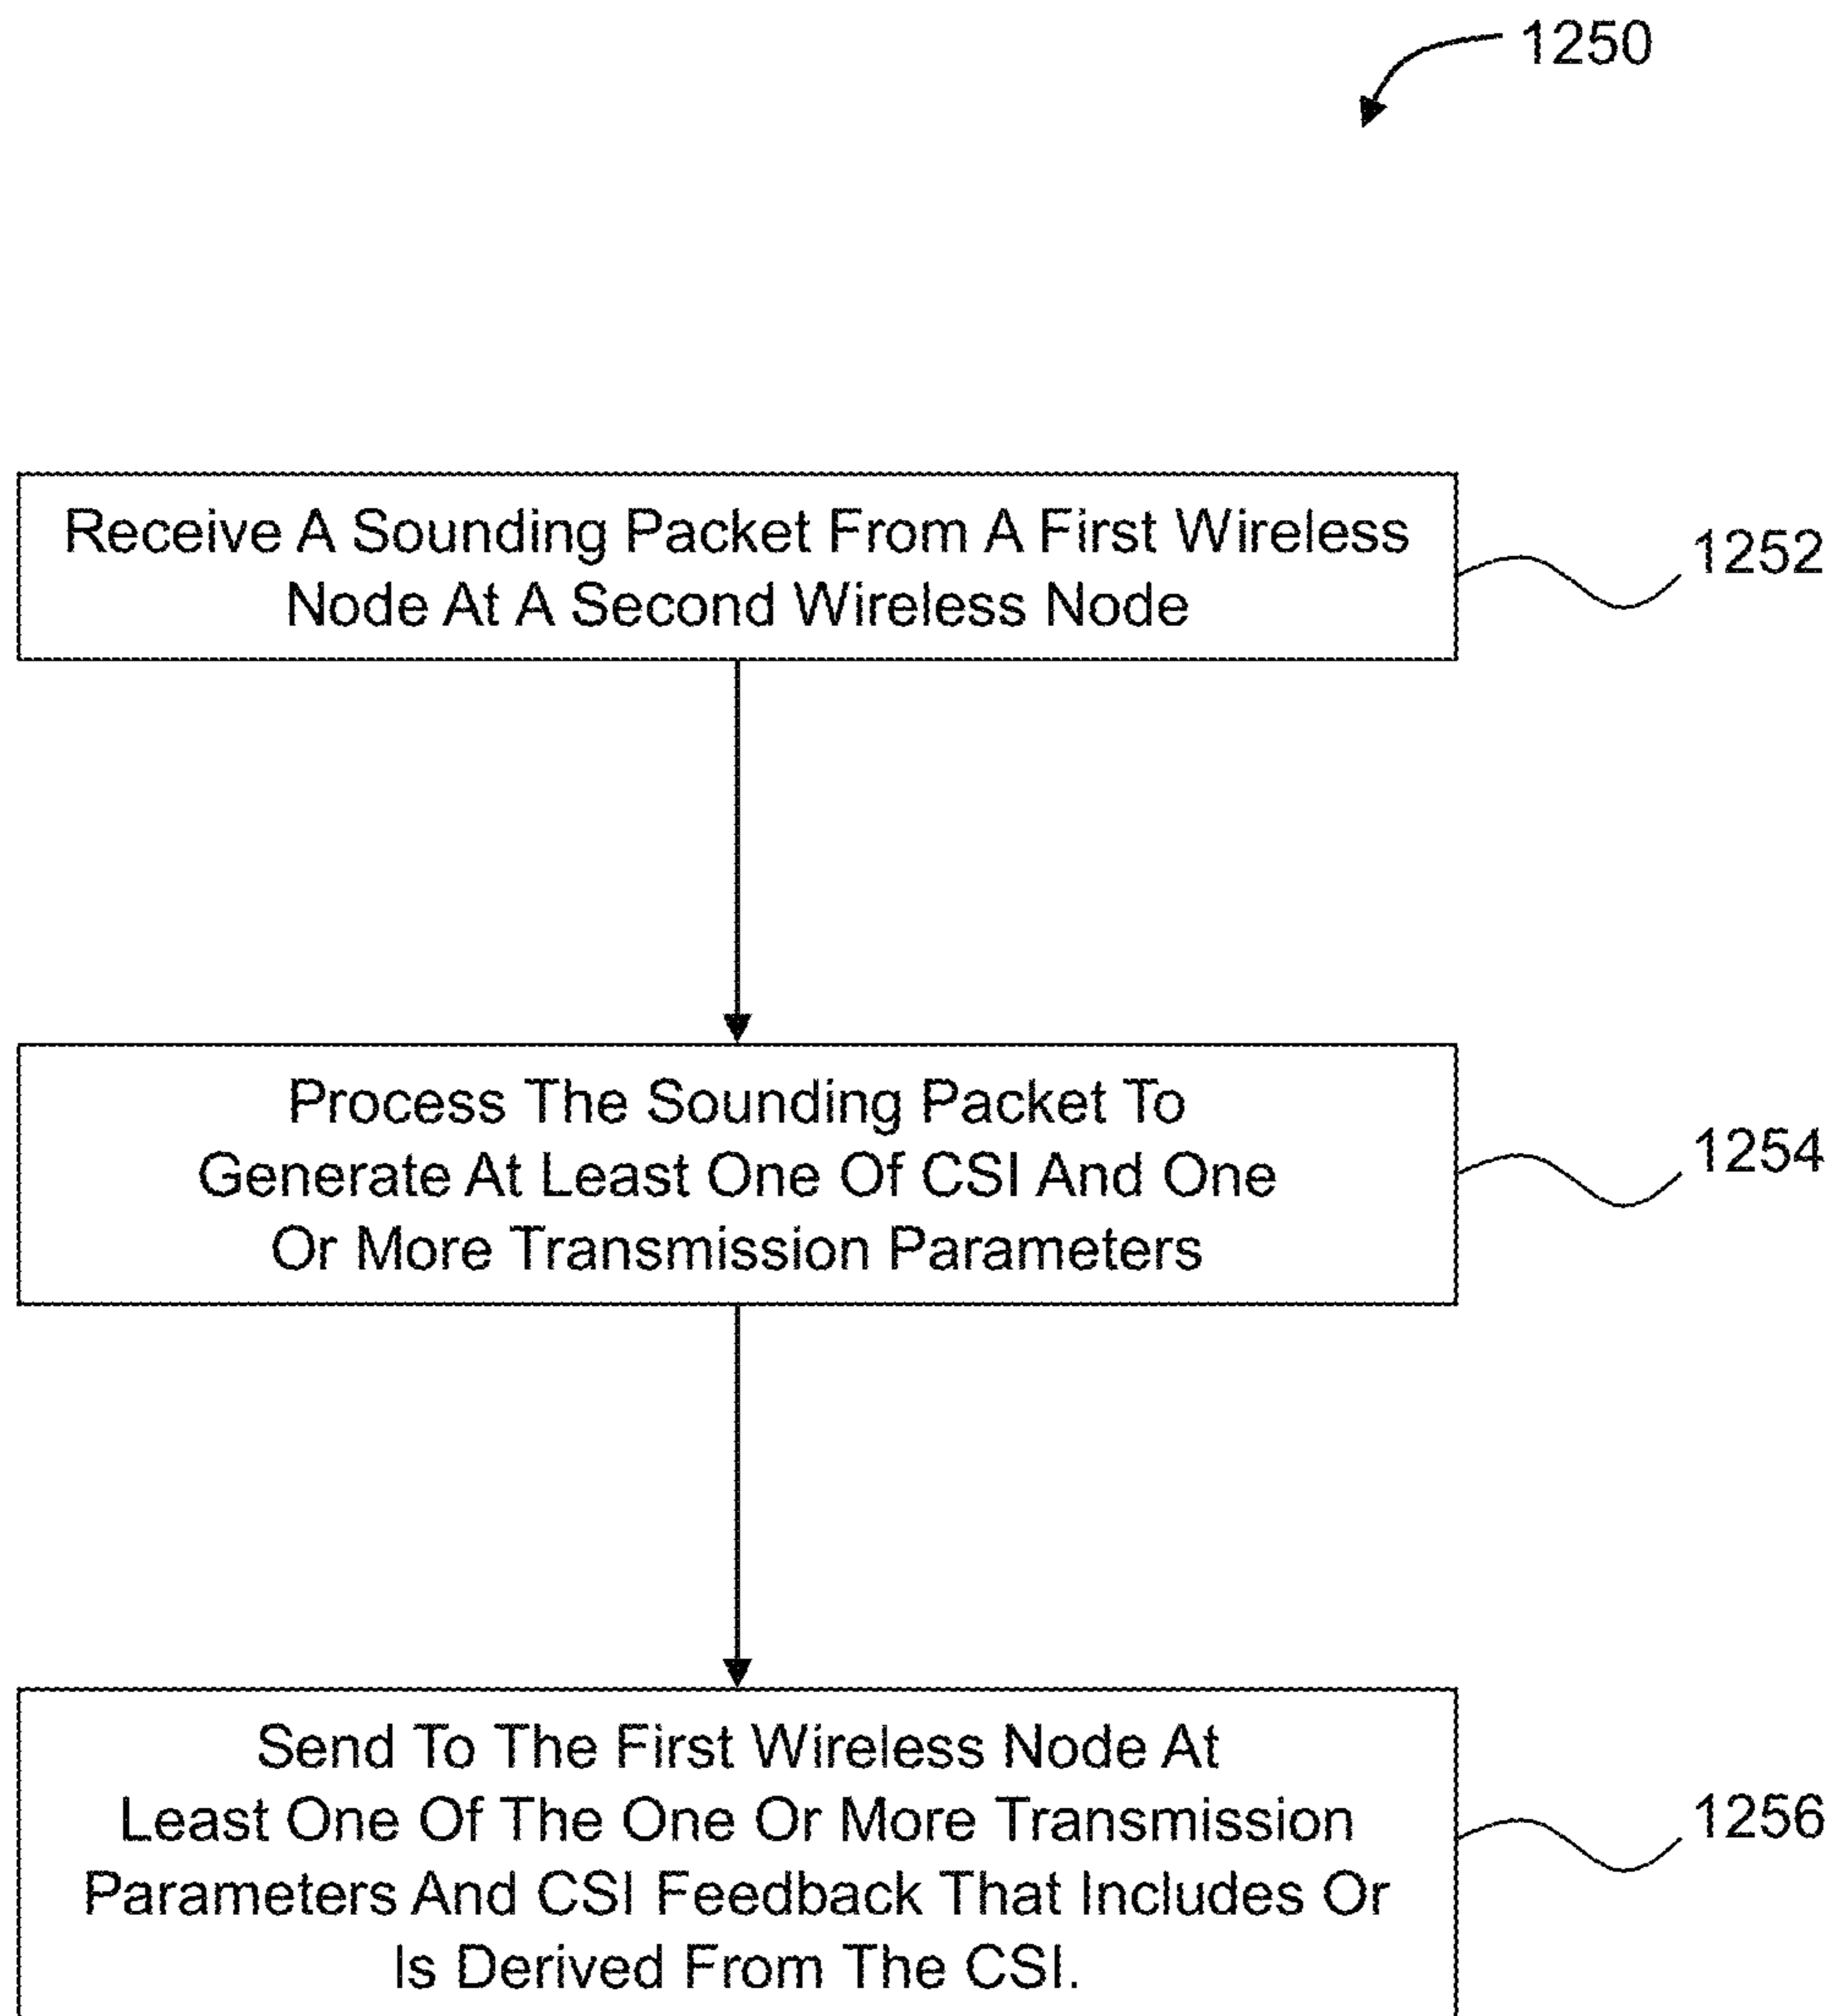 1250
Receive A Sounding Packet From A First Wireless
Node At A Second Wireless Node
1252
Process The Sounding Packet To
Generate At Least One Of CSI And One
Or More Transmission Parameters
1254
Send To The First Wireless Node At
Least One Of The One Or More Transmission
Parameters And CSI Feedback That Includes Or
Is Derived From The CSI.
1256